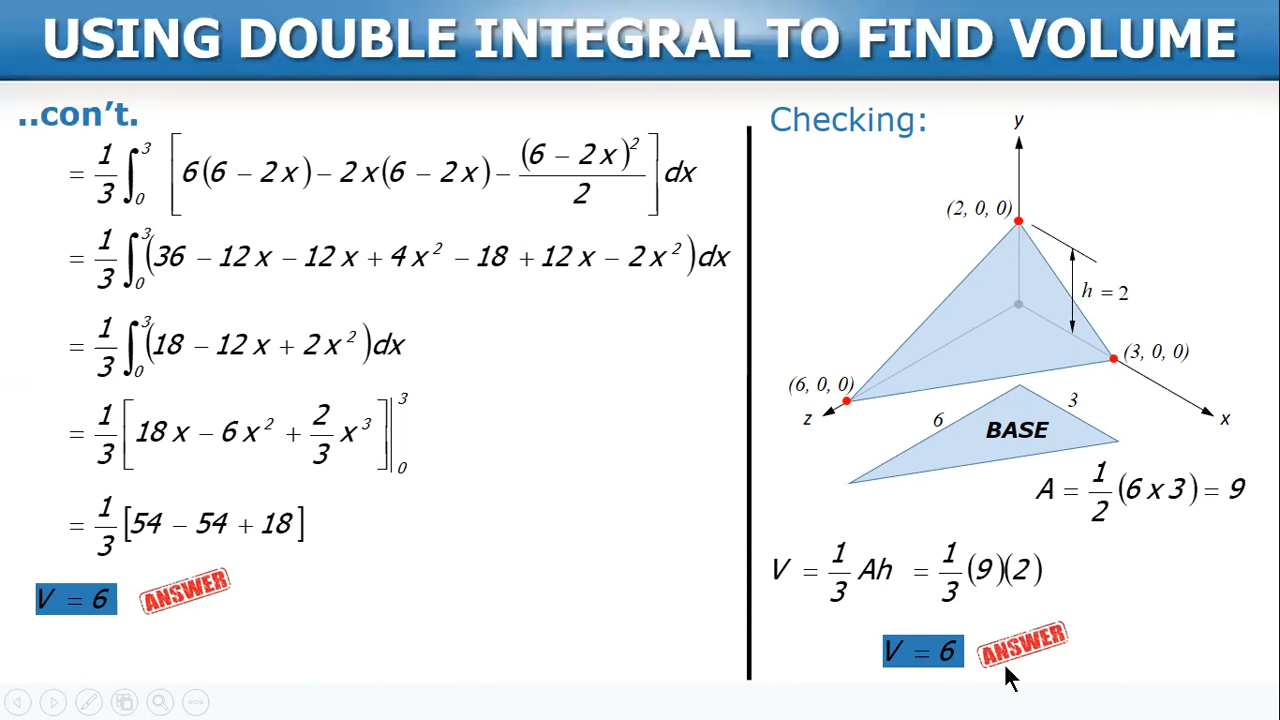 USING DOUBLE INTEGRAL TO FIND VOLUME
..con't.
= 1/3 ∫₀³ [6(6 − 2x) − 2x(6 − 2x) − (6 − 2x)²/2] dx
= 1/3 ∫₀³ (36 − 12x − 12x + 4x² − 18 + 12x − 2x²) dx
= 1/3 ∫₀³ (18 − 12x + 2x²) dx
= 1/3 [18x − 6x² + 2/3 x³]|₀³
= 1/3 [54 − 54 + 18]
V = 6 ANSWER
Checking:
y
(2, 0, 0)
h = 2
(3, 0, 0)
(6, 0, 0)
z
x
6
3
BASE
A = 1/2 (6 x 3) = 9
V = 1/3 Ah = 1/3 (9)(2)
V = 6 ANSWER